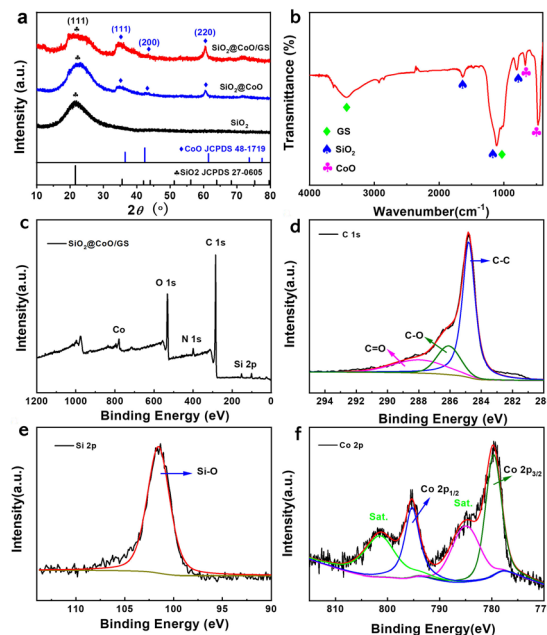 a
(111)
(111)
(200)
(220)
SiO2@CoO/GS
SiO2@CoO
SiO2
♦CoO JCPDS 48-1719
♣SiO2 JCPDS 27-0605
Intensity (a.u.)
10 20 30 40 50 60 70 80
2θ (°)
b
Transmittance (%)
♦ GS
♠ SiO2
♣ CoO
4000 3000 2000 1000
Wavenumber(cm-1)
c
SiO2@CoO/GS
C 1s
O 1s
Co
N 1s
Si 2p
Intensity(a.u.)
1200 1000 800 600 400 200 0
Binding Energy (eV)
d
C 1s
C-C
C-O
C=O
Intensity(a.u.)
294 292 290 288 286 284 282 28
Binding Energy (eV)
e
Si 2p
Si-O
Intensity(a.u.)
110 105 100 95 90
Binding Energy (eV)
f
Co 2p
Co 2p3/2
Co 2p1/2
Sat.
Sat.
Intensity(a.u.)
810 800 790 780 77
Binding Energy(eV)